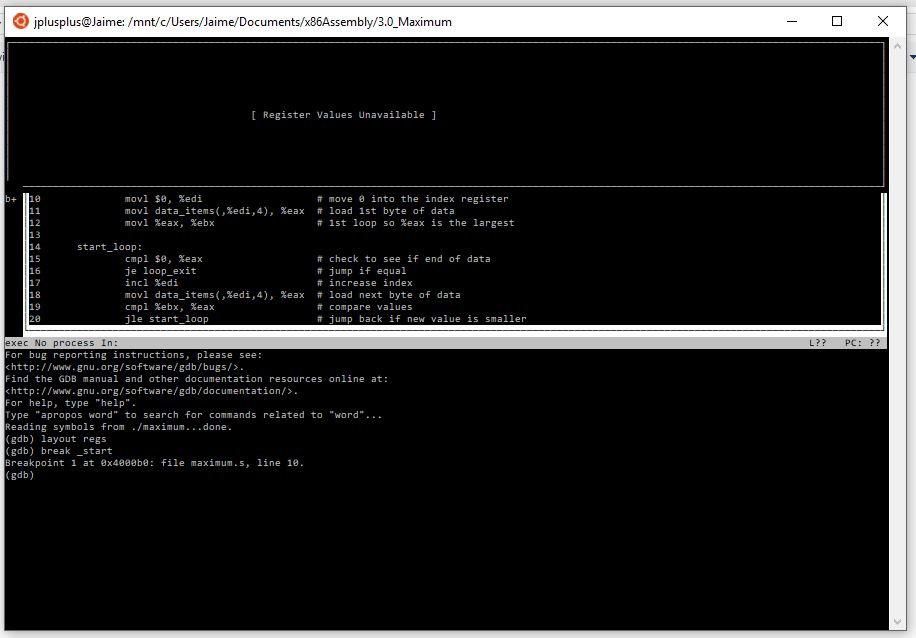 jplusplus@Jaime: /mnt/c/Users/Jaime/Documents/x86Assembly/3.0_Maximum
[ Register Values Unavailable ]
b+ 10 movl $0, %edi # move 0 into the index register
11 movl data_items(,%edi,4), %eax # load 1st byte of data
12 movl %eax, %ebx # 1st loop so %eax is the largest
13
14 start_loop:
15 cmpl $0, %eax # check to see if end of data
16 je loop_exit # jump if equal
17 incl %edi # increase index
18 movl data_items(,%edi,4), %eax # load next byte of data
19 cmpl %ebx, %eax # compare values
20 jle start_loop # jump back if new value is smaller
exec No process In: L?? PC: ??
For bug reporting instructions, please see:
<http://www.gnu.org/software/gdb/bugs/>.
Find the GDB manual and other documentation resources online at:
<http://www.gnu.org/software/gdb/documentation/>.
For help, type "help".
Type "apropos word" to search for commands related to "word"...
Reading symbols from ./maximum...done.
(gdb) layout regs
(gdb) break _start
Breakpoint 1 at 0x4000b0: file maximum.s, line 10.
(gdb)